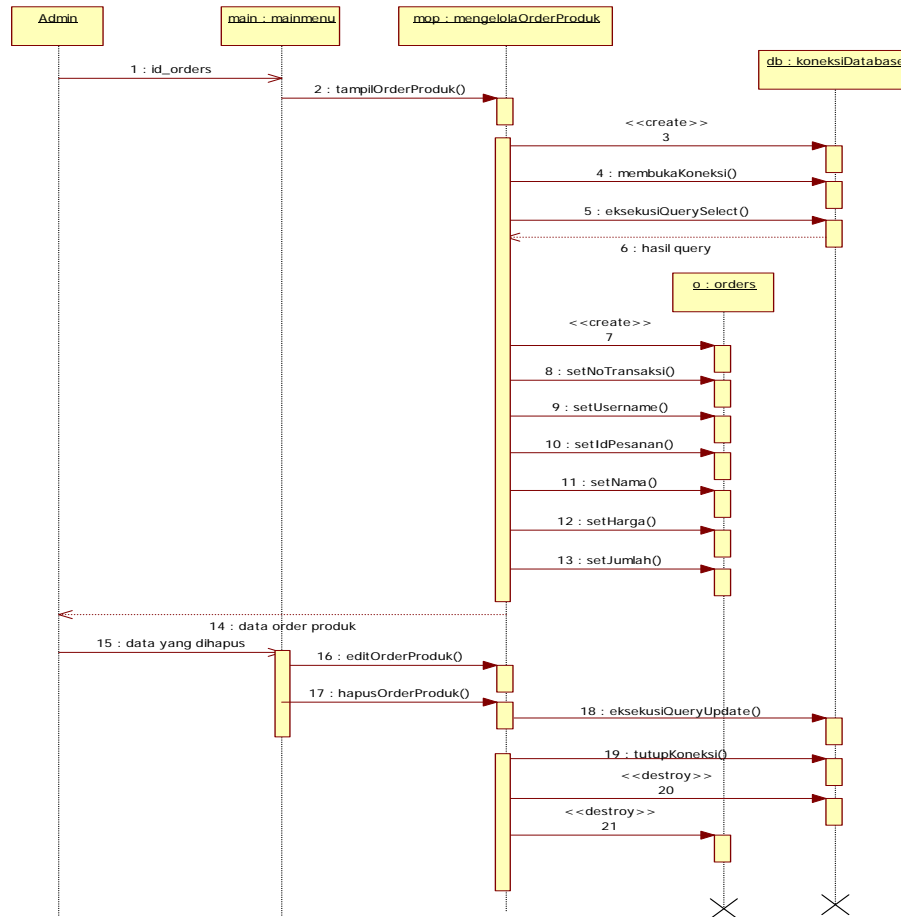 Admin
main : mainmenu
mop : mengelolaOrderProduk
db : koneksiDatabase
1 : id_orders
2 : tampilOrderProduk()
<<create>>
3
4 : membukaKoneksi()
5 : eksekusiQuerySelect()
6 : hasil query
o : orders
<<create>>
7
8 : setNoTransaksi()
9 : setUsername()
10 : setIdPesanan()
11 : setNama()
12 : setHarga()
13 : setJumlah()
14 : data order produk
15 : data yang dihapus
16 : editOrderProduk()
17 : hapusOrderProduk()
18 : eksekusiQueryUpdate()
19 : tutupKoneksi()
<<destroy>>
20
<<destroy>>
21